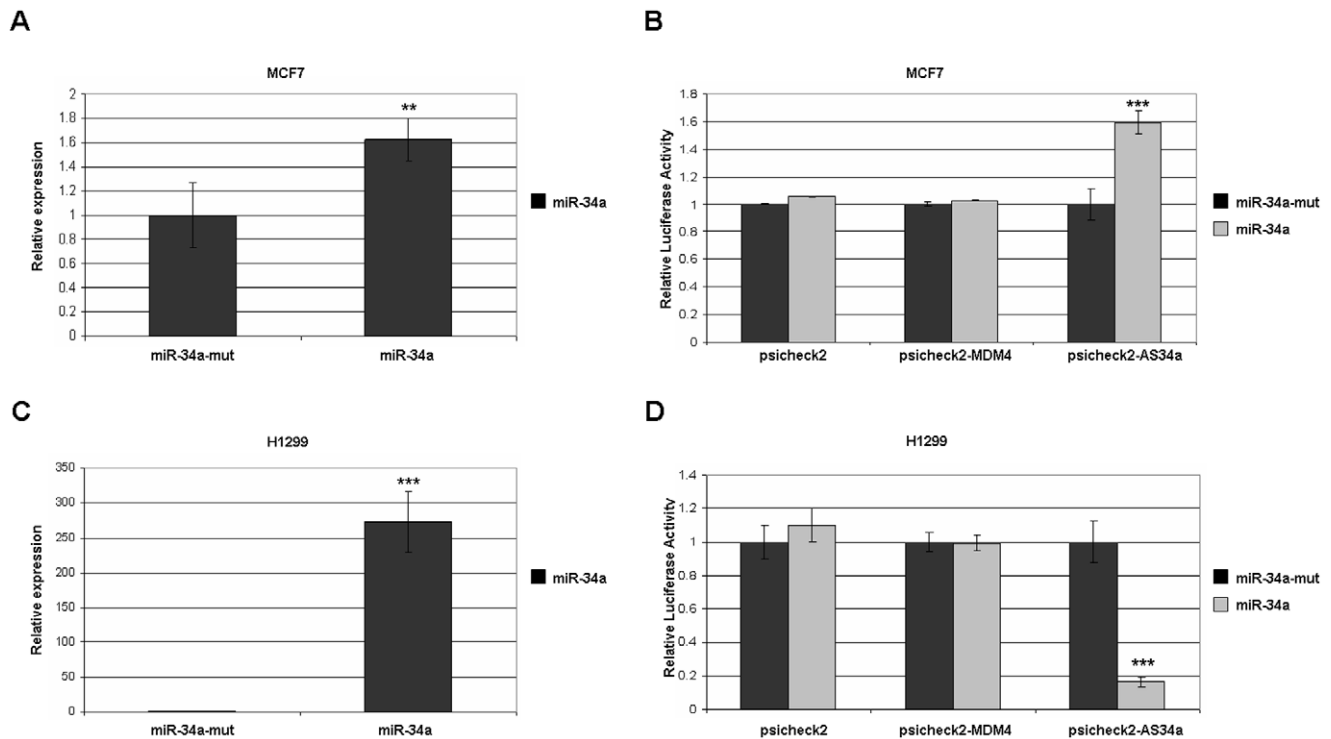 A
MCF7
Relative expression
2
1.8
1.6
1.4
1.2
1
0.8
0.6
0.4
0.2
0
**
miR-34a-mut
miR-34a
miR-34a
B
MCF7
Relative Luciferase Activity
1.8
1.6
1.4
1.2
1
0.8
0.6
0.4
0.2
0
***
psicheck2
psicheck2-MDM4
psicheck2-AS34a
miR-34a-mut
miR-34a
C
H1299
Relative expression
350
300
250
200
150
100
50
0
***
miR-34a-mut
miR-34a
miR-34a
D
H1299
Relative Luciferase Activity
1.4
1.2
1
0.8
0.6
0.4
0.2
0
***
psicheck2
psicheck2-MDM4
psicheck2-AS34a
miR-34a-mut
miR-34a